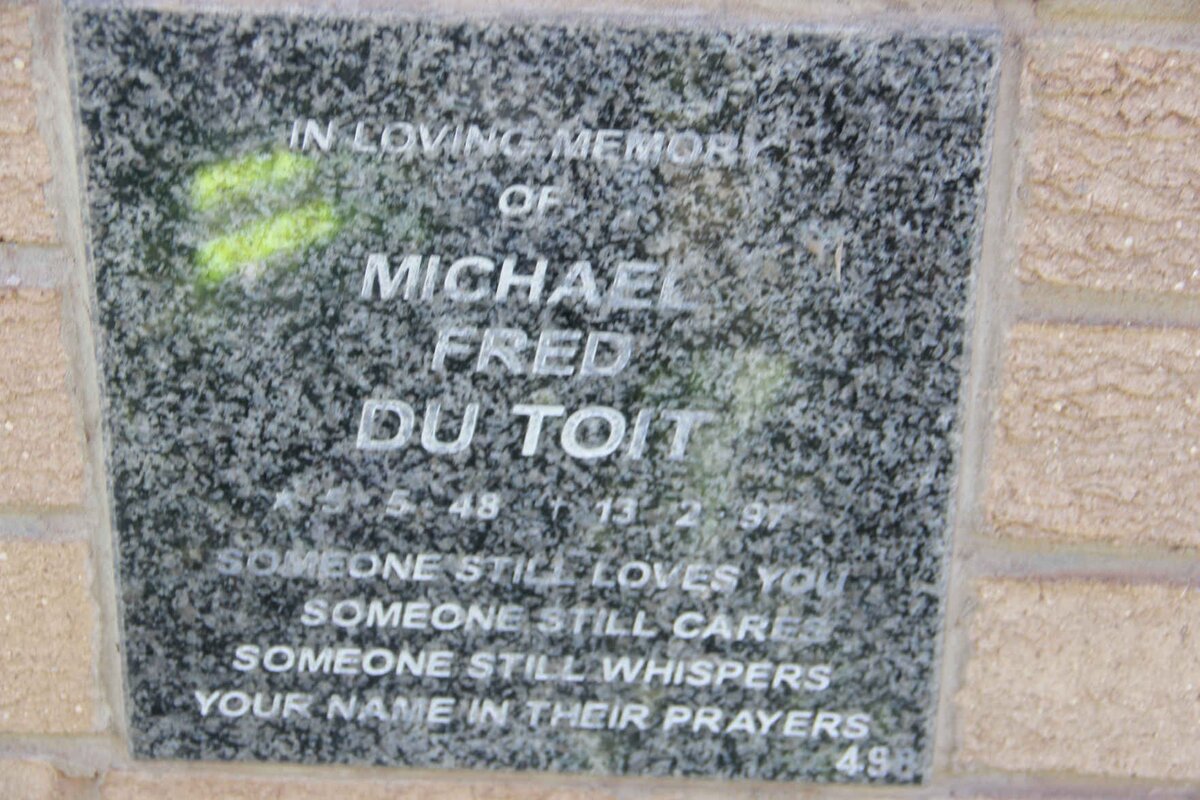 IN LOVING MEMORY
OF
MICHAEL
FRED
DU TOIT
* 5 5 48 † 13 2 97
SOMEONE STILL LOVES YOU
SOMEONE STILL CARES
SOMEONE STILL WHISPERS
YOUR NAME IN THEIR PRAYERS